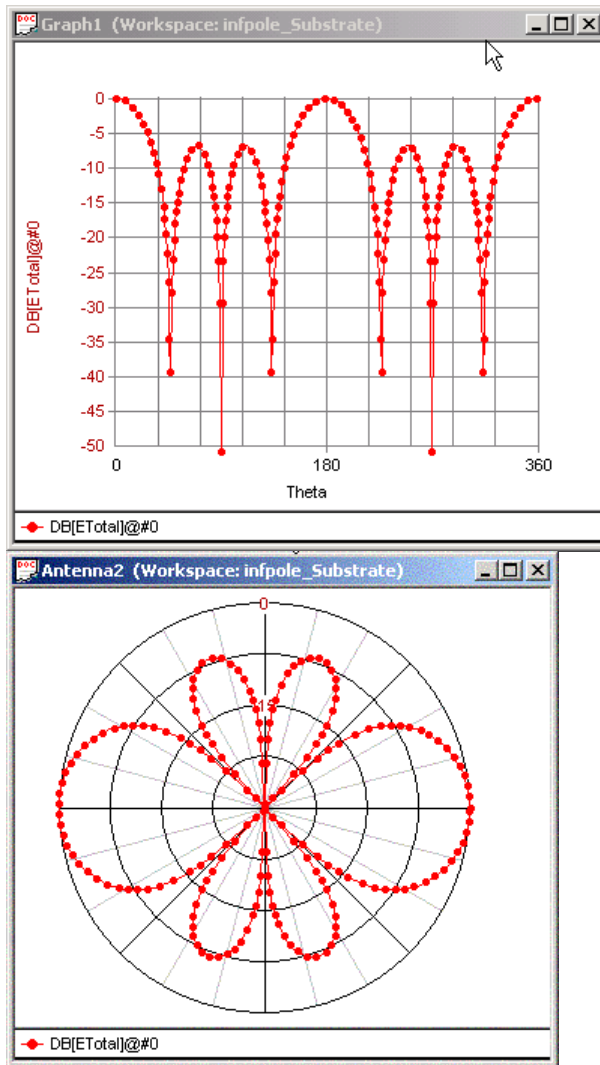 Graph1 (Workspace: infpole_Substrate)
0
-5
-10
-15
-20
-25
-30
-35
-40
-45
-50
DB[ETotal]@#0
0 180 360
Theta
DB[ETotal]@#0
Antenna2 (Workspace: infpole_Substrate)
0
DB[ETotal]@#0